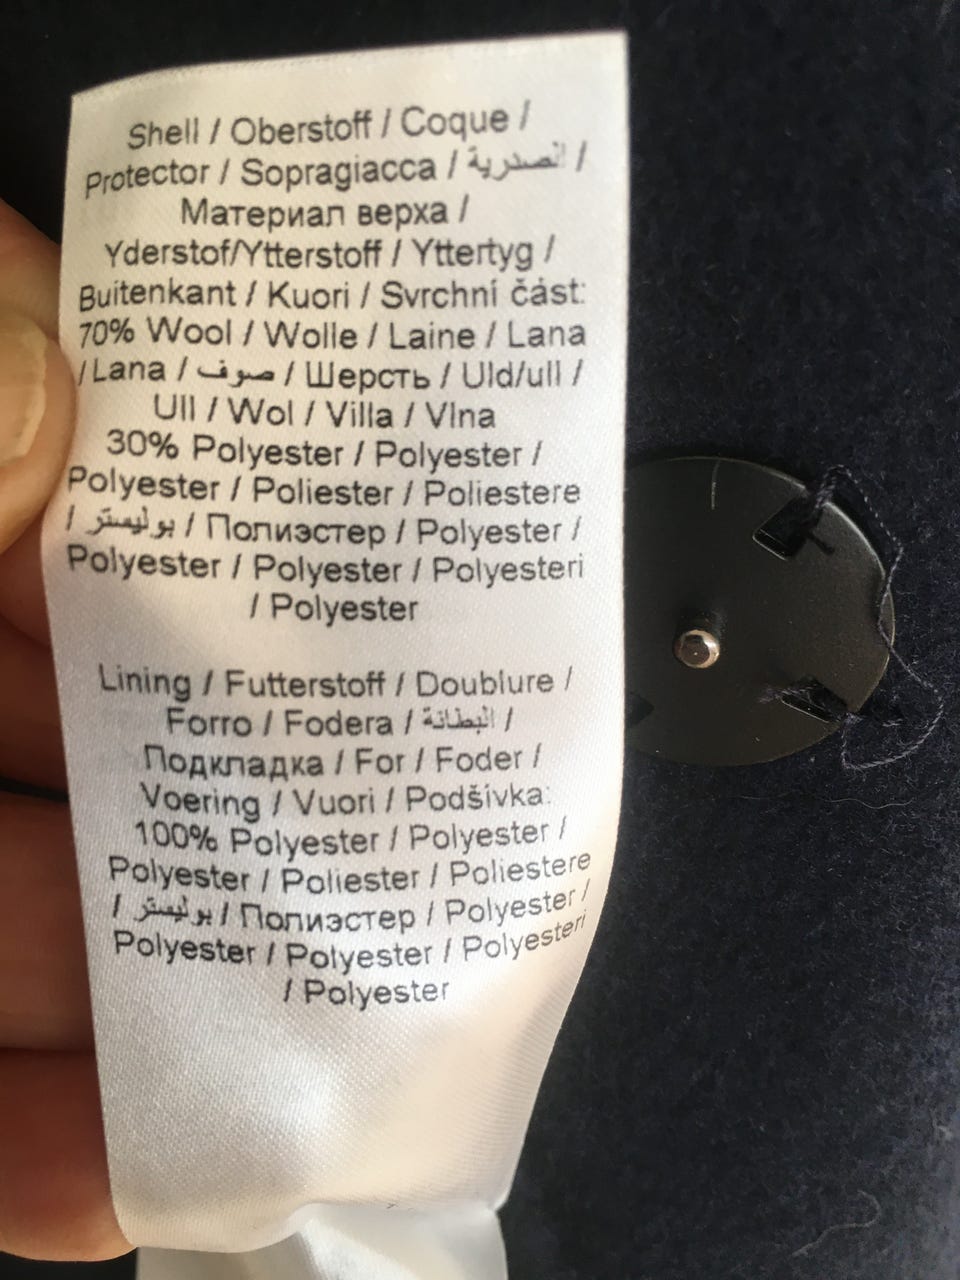 Shell / Oberstoff / Coque /
Protector / Sopragiacca / الصدرية /
Материал верха /
Yderstof/Ytterstoff / Yttertyg /
Buitenkant / Kuori / Svrchní část:
70% Wool / Wolle / Laine / Lana
/ Lana / صوف / Шерсть / Uld/ull /
Ull / Wol / Villa / Vlna
30% Polyester / Polyester /
Polyester / Poliester / Poliestere
/ بوليستر / Полиэстер / Polyester /
Polyester / Polyester / Polyesteri
/ Polyester
Lining / Futterstoff / Doublure /
Forro / Fodera / البطانة /
Подкладка / For / Foder /
Voering / Vuori / Podšívka:
100% Polyester / Polyester /
Polyester / Poliester / Poliestere
/ بوليستر / Полиэстер / Polyester /
Polyester / Polyester / Polyesteri
/ Polyester